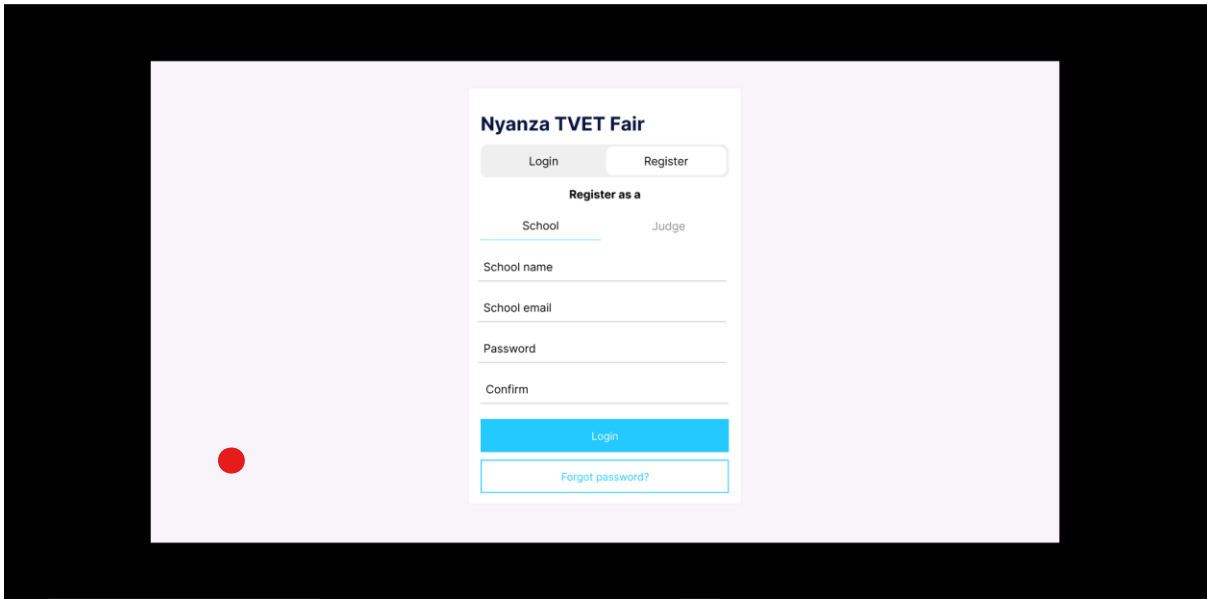 Nyanza TVET Fair
Login Register
Register as a
School Judge
School name
School email
Password
Confirm
Login
Forgot password?